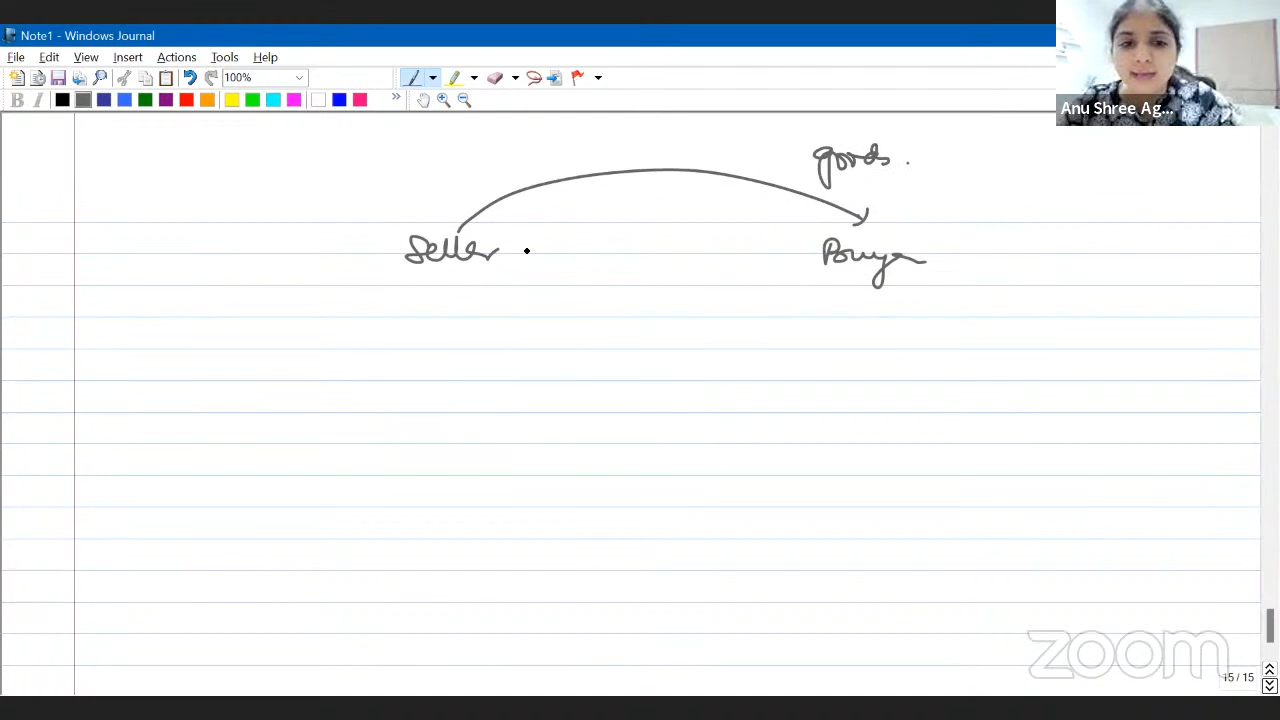 Note1 - Windows Journal
File Edit View Insert Actions Tools Help
100%
B I
Anu Shree Ag...
goods.
Seller Buyer
zoom
15 / 15